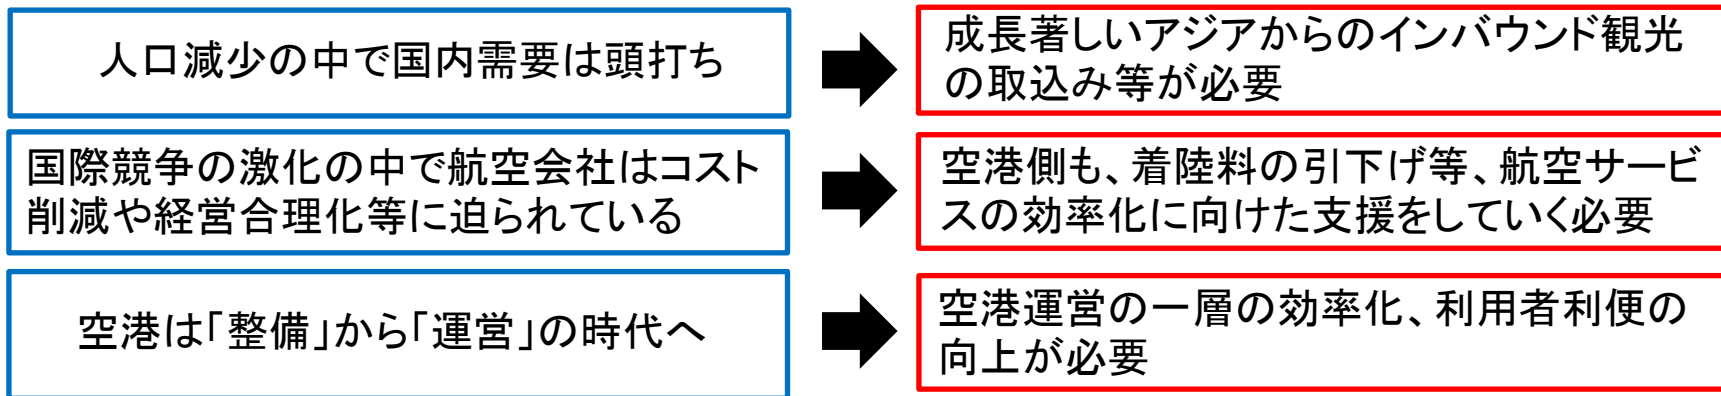 人口減少の中で国内需要は頭打ち
成長著しいアジアからのインバウンド観光
の取込み等が必要
国際競争の激化の中で航空会社はコスト
削減や経営合理化等に迫られている
空港側も、着陸料の引下げ等、航空サービ
スの効率化に向けた支援をしていく必要
空港は「整備」から「運営」の時代へ
空港運営の一層の効率化、利用者利便の
向上が必要